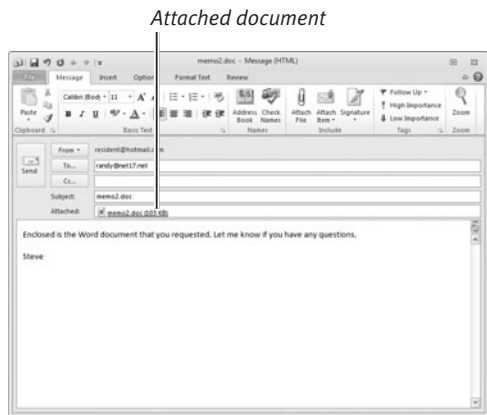 Attached document
memo2.doc - Message (HTML)
File Message Insert Option Format Text Review
Paste
Calibri (Body 11 A
B I U A
Address Book
Check Names
Attach File
Attach Item
Signature
Follow Up
High Importance
Low Importance
Zoom
Clipboard Basic Text Names Include Tags Zoom
Send
From resident@hotmail.com
To... randy@net17.net
Cc...
Subject: memo2.doc
Attached: memo2.doc (103 KB)
Enclosed is the Word document that you requested. Let me know if you have any questions.
Steve